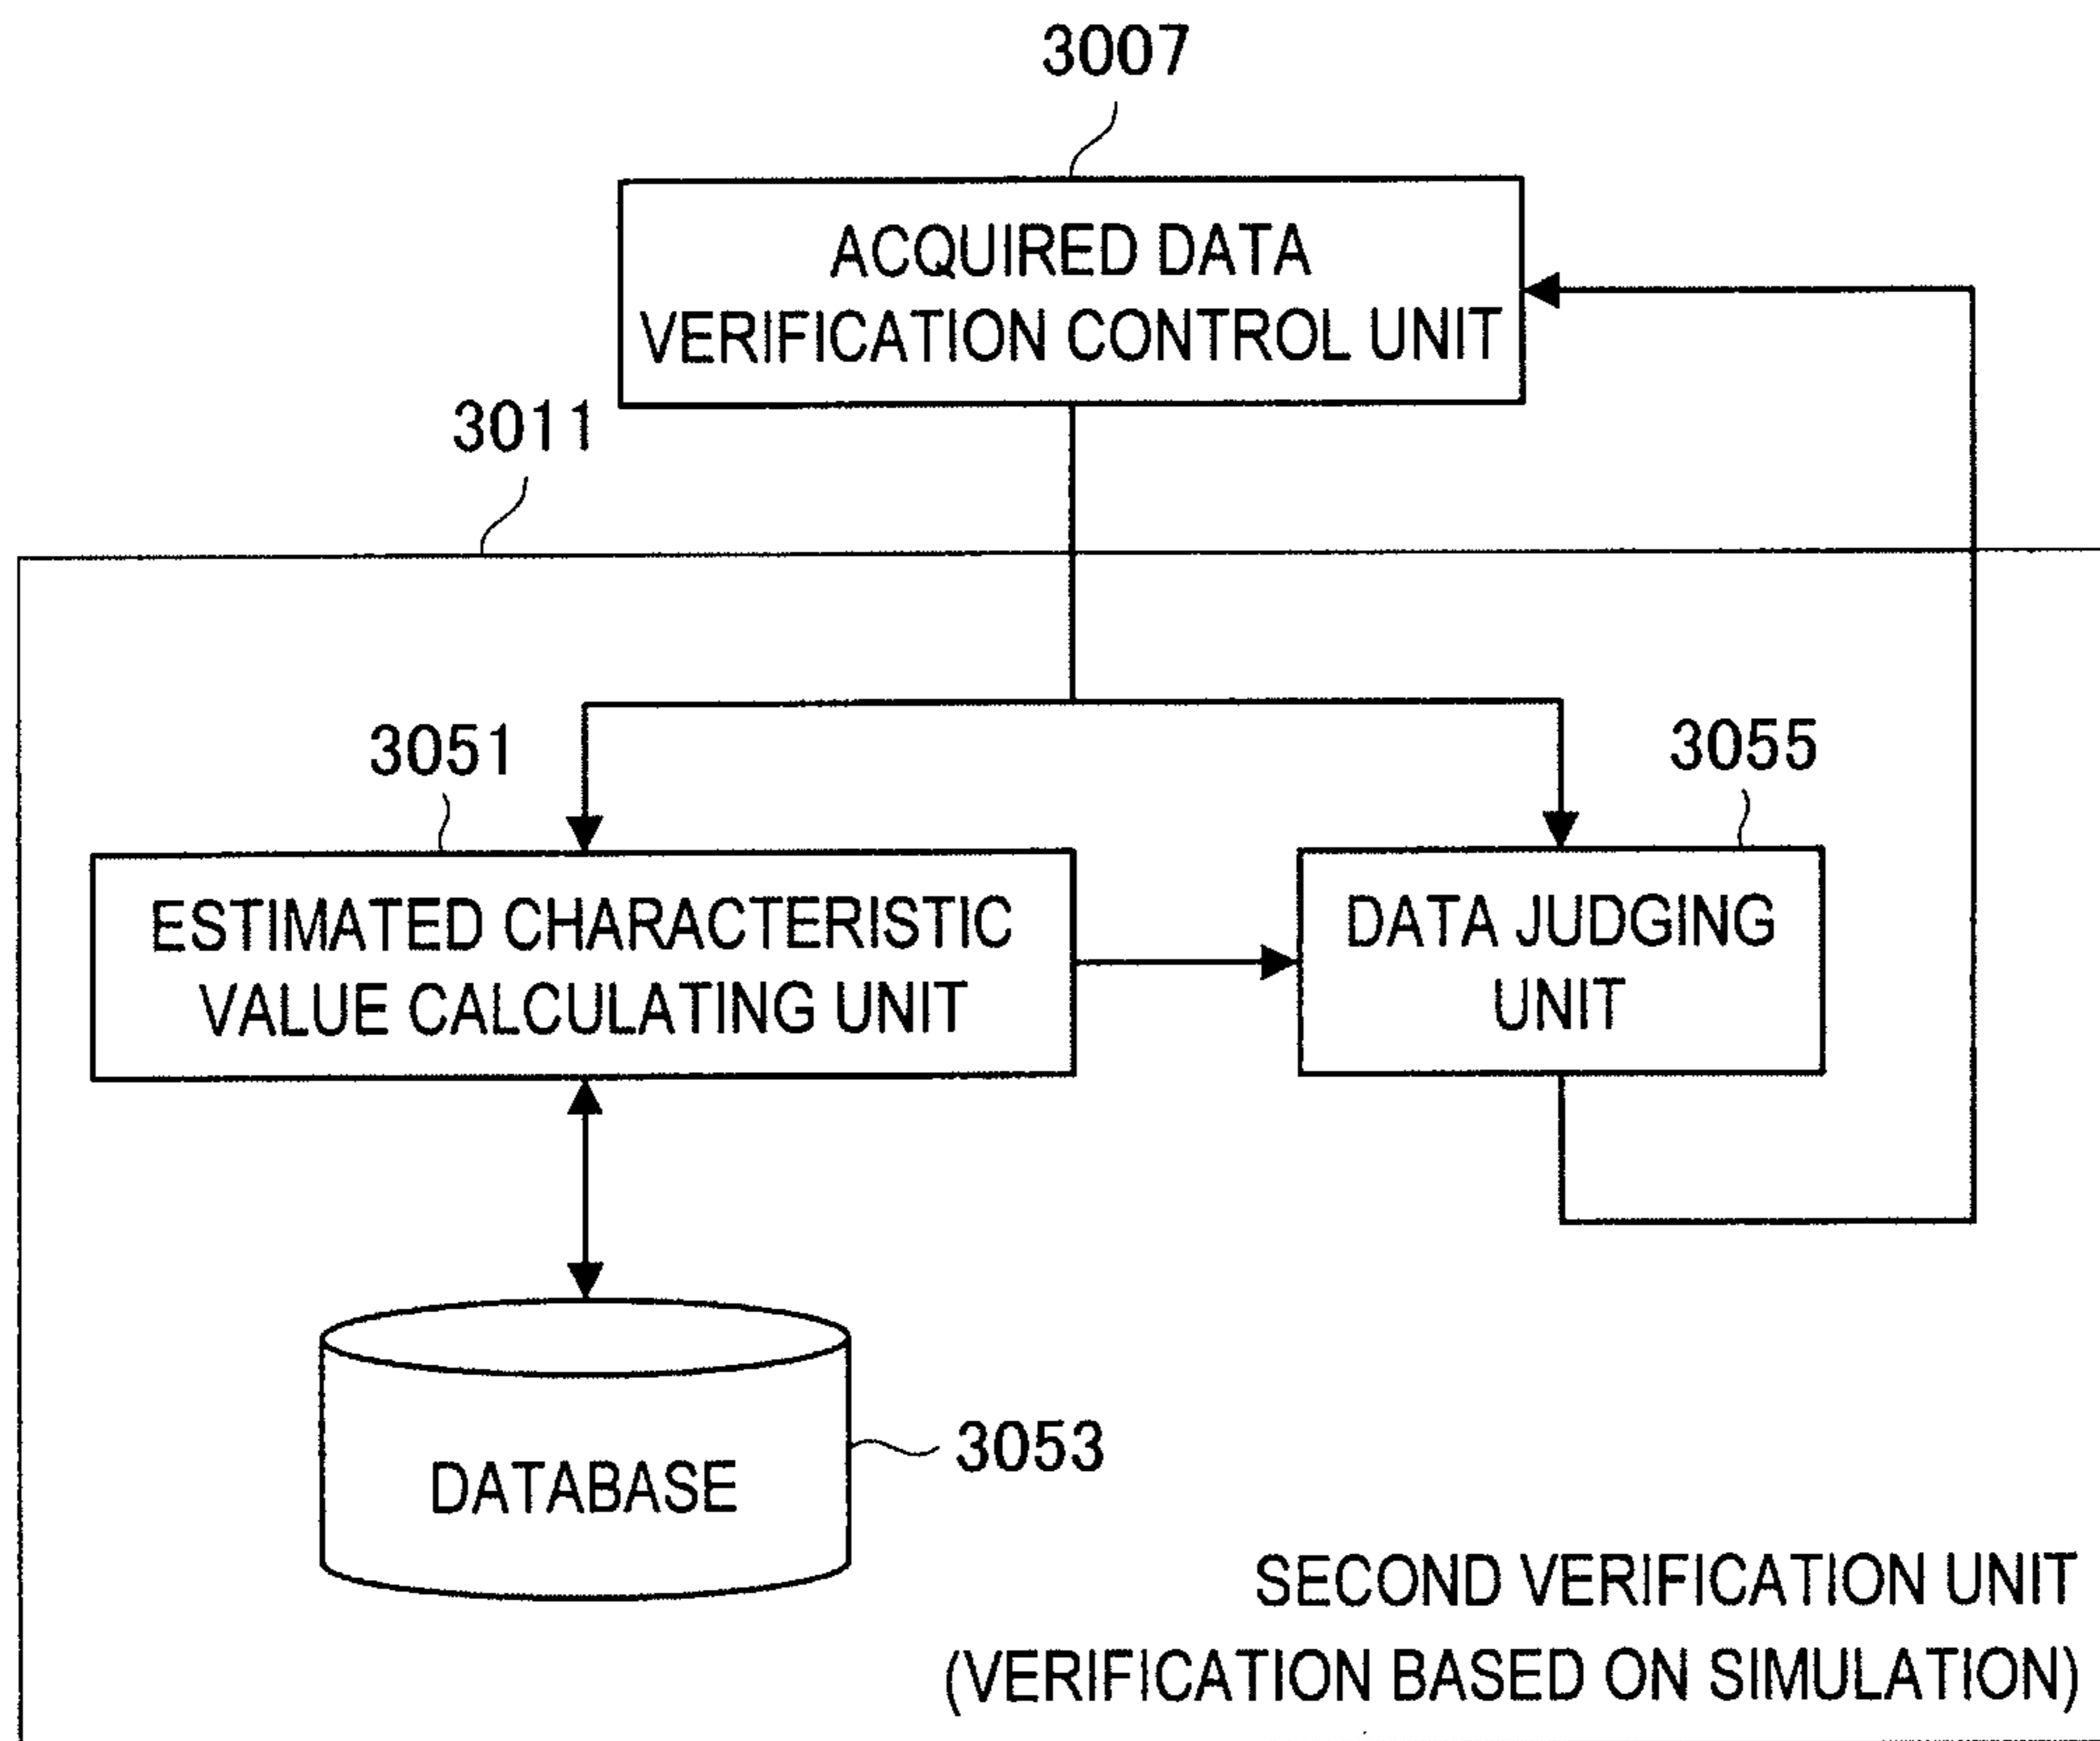 3007
ACQUIRED DATA
VERIFICATION CONTROL UNIT
3011
3051
3055
ESTIMATED CHARACTERISTIC
VALUE CALCULATING UNIT
DATA JUDGING
UNIT
DATABASE
3053
SECOND VERIFICATION UNIT
(VERIFICATION BASED ON SIMULATION)